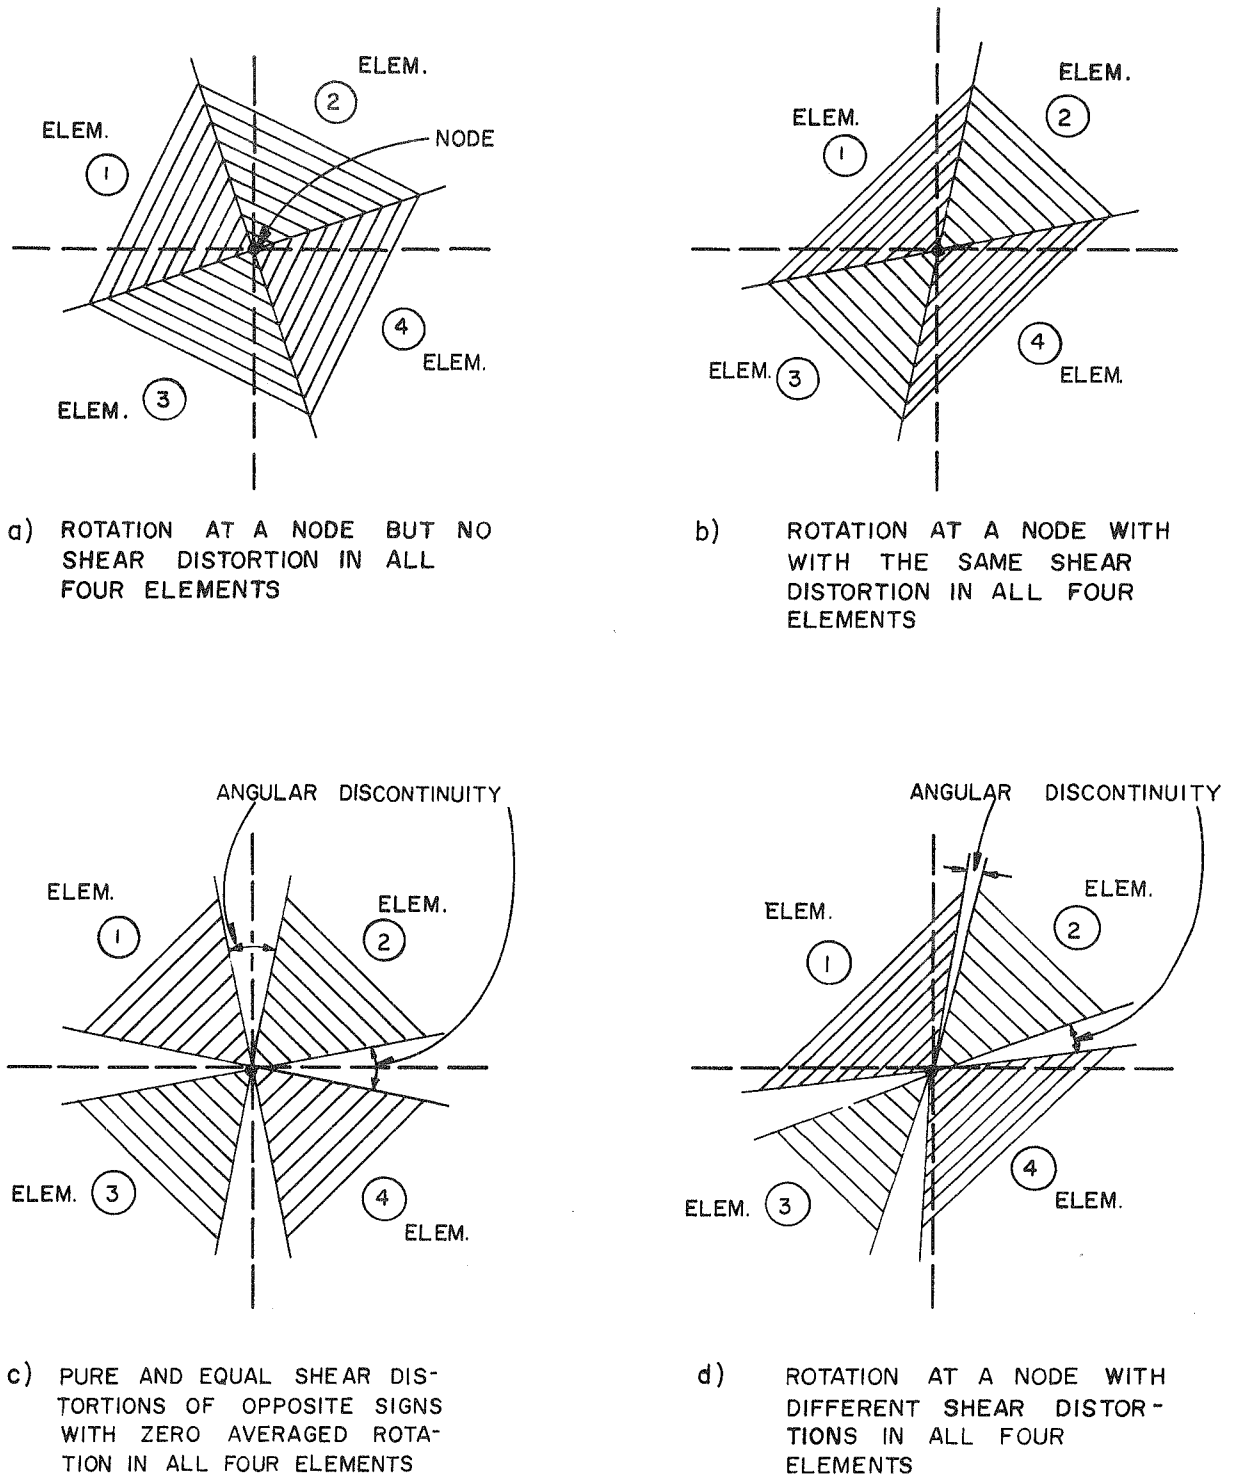 ELEM.
2
ELEM.
1
NODE
4
ELEM.
3
ELEM.
a) ROTATION AT A NODE BUT NO
SHEAR DISTORTION IN ALL
FOUR ELEMENTS
ELEM.
2
ELEM.
1
4
ELEM.
ELEM. 3
b) ROTATION AT A NODE WITH
WITH THE SAME SHEAR
DISTORTION IN ALL FOUR
ELEMENTS
ANGULAR DISCONTINUITY
ELEM.
1
ELEM.
2
ELEM. 3
4
ELEM.
c) PURE AND EQUAL SHEAR DIS-
TORTIONS OF OPPOSITE SIGNS
WITH ZERO AVERAGED ROTA-
TION IN ALL FOUR ELEMENTS
ANGULAR DISCONTINUITY
ELEM.
2
ELEM.
1
4
ELEM.
ELEM. 3
d) ROTATION AT A NODE WITH
DIFFERENT SHEAR DISTOR-
TIONS IN ALL FOUR
ELEMENTS